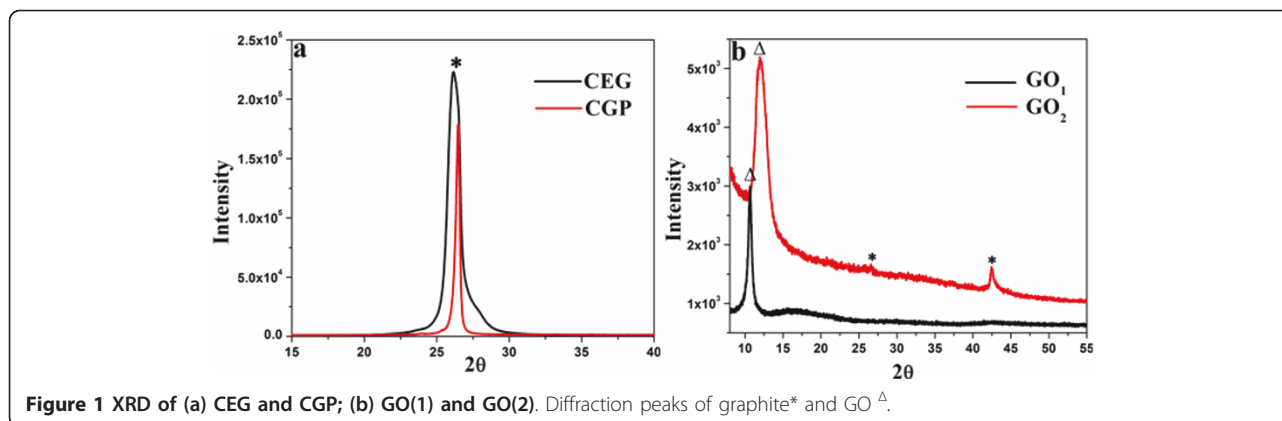 a
2.5x10⁵
2.0x10⁵
1.5x10⁵
1.0x10⁵
5.0x10⁴
0.0
Intensity
*
CEG
CGP
15 20 25 30 35 40
2θ
b
5x10³
4x10³
3x10³
2x10³
1x10³
Intensity
Δ
Δ
*
*
GO₁
GO₂
10 15 20 25 30 35 40 45 50 55
2θ
Figure 1 XRD of (a) CEG and CGP; (b) GO(1) and GO(2). Diffraction peaks of graphite* and GO Δ.